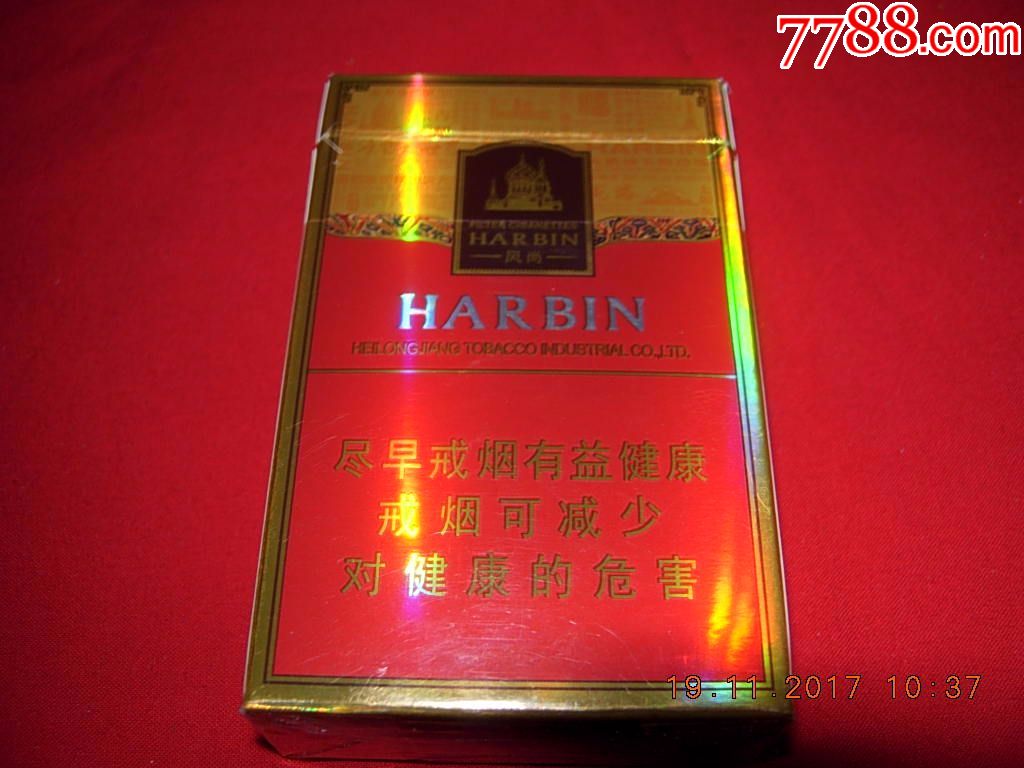 7788.com
FILTER CIGARETTES
HARBIN
风尚
HARBIN
HEILONGJIANG TOBACCO INDUSTRIAL CO.,LTD.
尽早戒烟有益健康
戒烟可减少
对健康的危害
19.11.2017 10:37